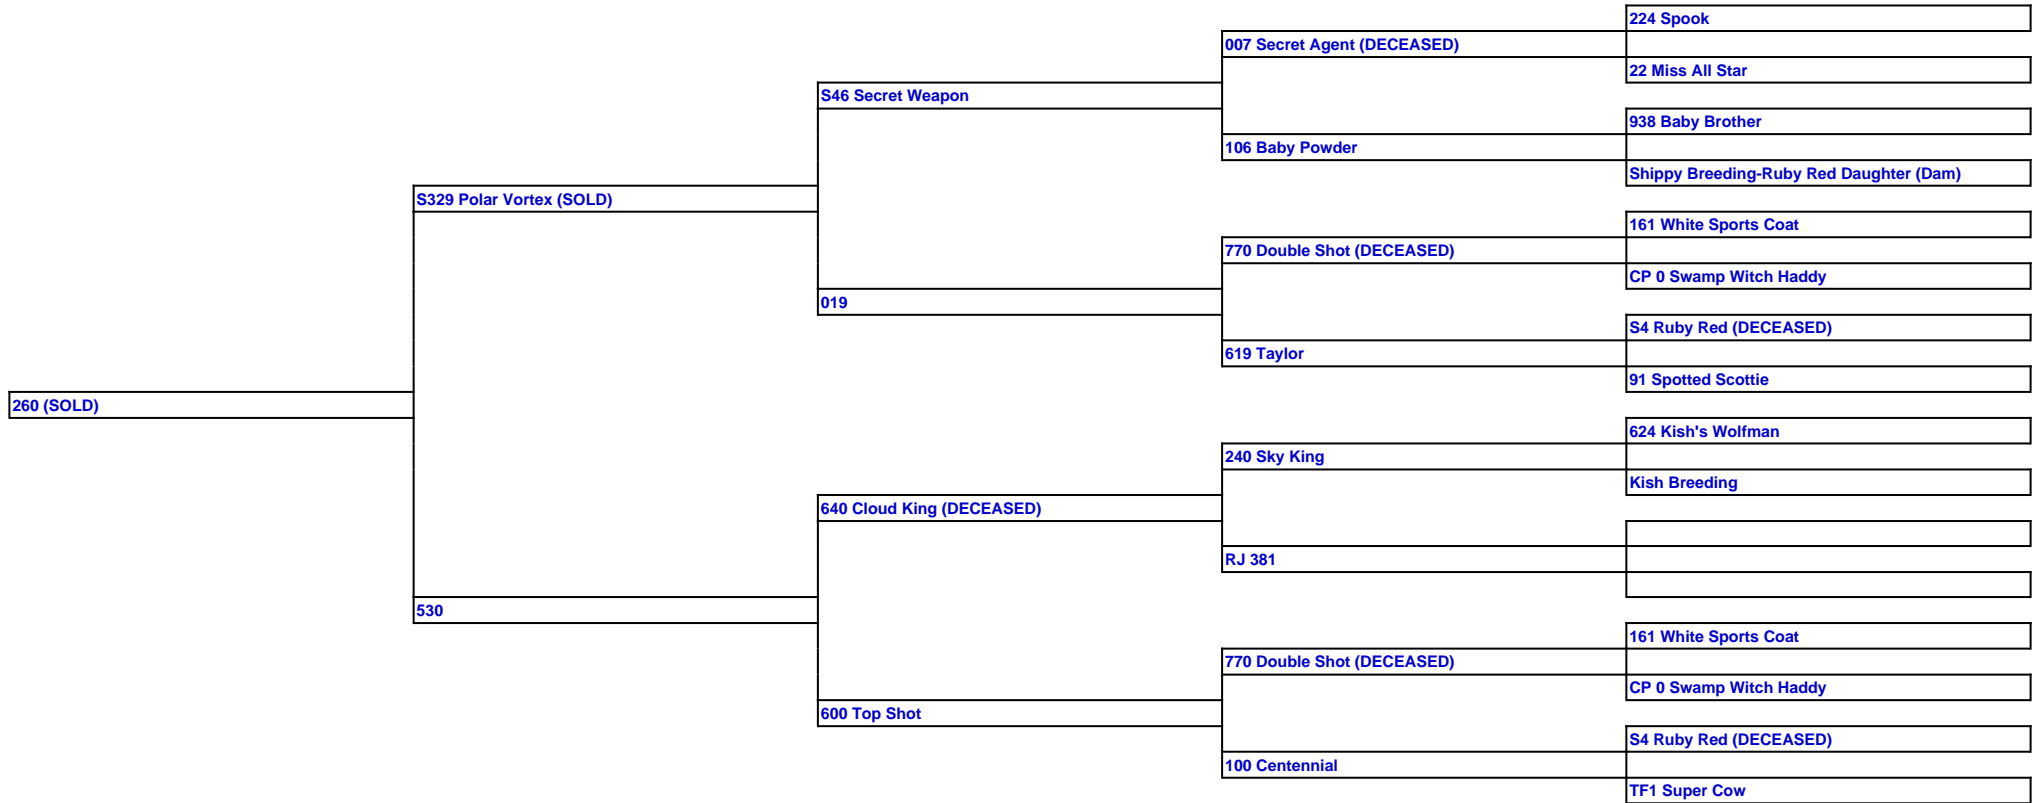 224 Spook
007 Secret Agent (DECEASED)
22 Miss All Star
S46 Secret Weapon
938 Baby Brother
106 Baby Powder
Shippy Breeding-Ruby Red Daughter (Dam)
S329 Polar Vortex (SOLD)
161 White Sports Coat
770 Double Shot (DECEASED)
CP 0 Swamp Witch Haddy
019
S4 Ruby Red (DECEASED)
619 Taylor
91 Spotted Scottie
260 (SOLD)
624 Kish's Wolfman
240 Sky King
Kish Breeding
640 Cloud King (DECEASED)
RJ 381
530
161 White Sports Coat
770 Double Shot (DECEASED)
CP 0 Swamp Witch Haddy
600 Top Shot
S4 Ruby Red (DECEASED)
100 Centennial
TF1 Super Cow